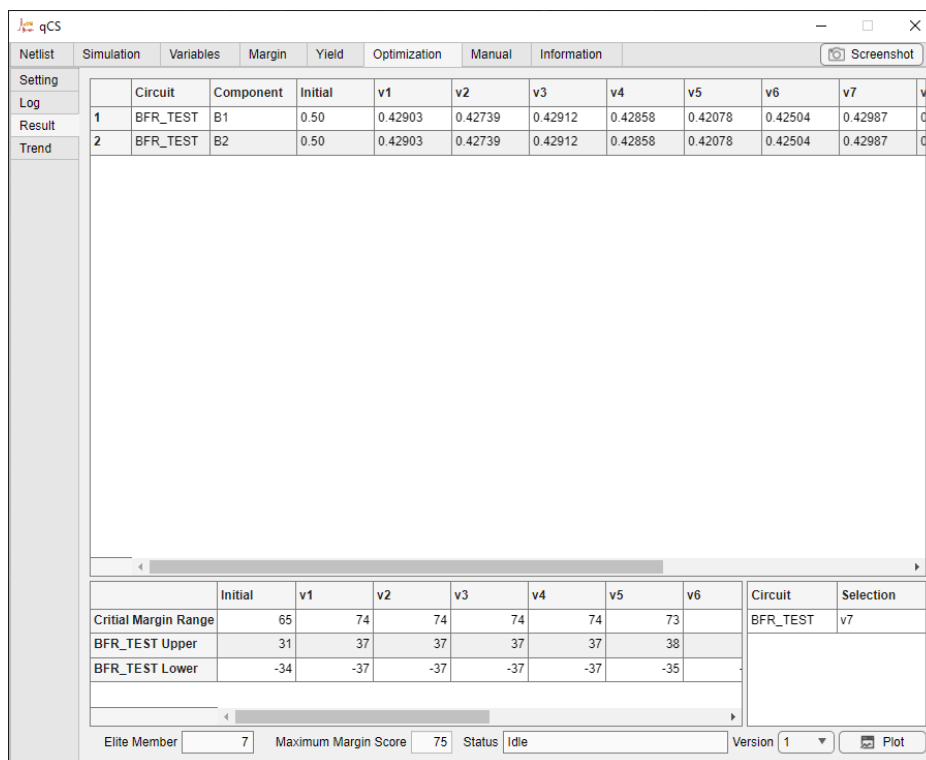 qCS
Netlist Simulation Variables Margin Yield Optimization Manual Information Screenshot
Setting
Log
Result
Trend
Circuit Component Initial v1 v2 v3 v4 v5 v6 v7
1 BFR_TEST B1 0.50 0.42903 0.42739 0.42912 0.42858 0.42078 0.42504 0.42987
2 BFR_TEST B2 0.50 0.42903 0.42739 0.42912 0.42858 0.42078 0.42504 0.42987
Initial v1 v2 v3 v4 v5 v6
Critial Margin Range 65 74 74 74 74 73
BFR_TEST Upper 31 37 37 37 37 38
BFR_TEST Lower -34 -37 -37 -37 -37 -35
Circuit Selection
BFR_TEST v7
Elite Member 7 Maximum Margin Score 75 Status Idle Version 1 Plot